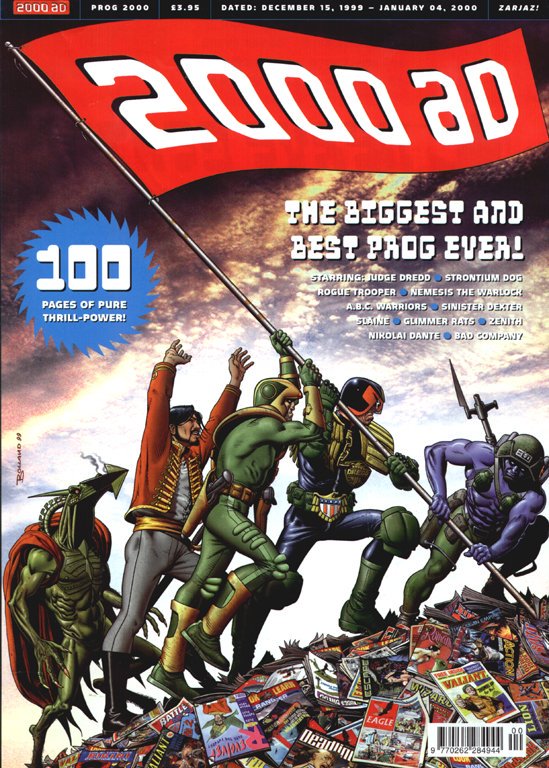 2000 AD
PROG 2000
£3.95
DATED: DECEMBER 15, 1999 – JANUARY 04, 2000
ZARJAZ!
2000 AD
THE BIGGEST AND
BEST PROG EVER!
100
PAGES OF PURE
THRILL-POWER!
STARRING: JUDGE DREDD • STRONTIUM DOG
ROGUE TROOPER • NEMESIS THE WARLOCK
A.B.C. WARRIORS • SINISTER DEXTER
SLAINE • GLIMMER RATS • ZENITH
NIKOLAI DANTE • BAD COMPANY
BOLLAND 99
VALIANT
EAGLE
BATTLE
LION
ACTION
00
9 770262 284944